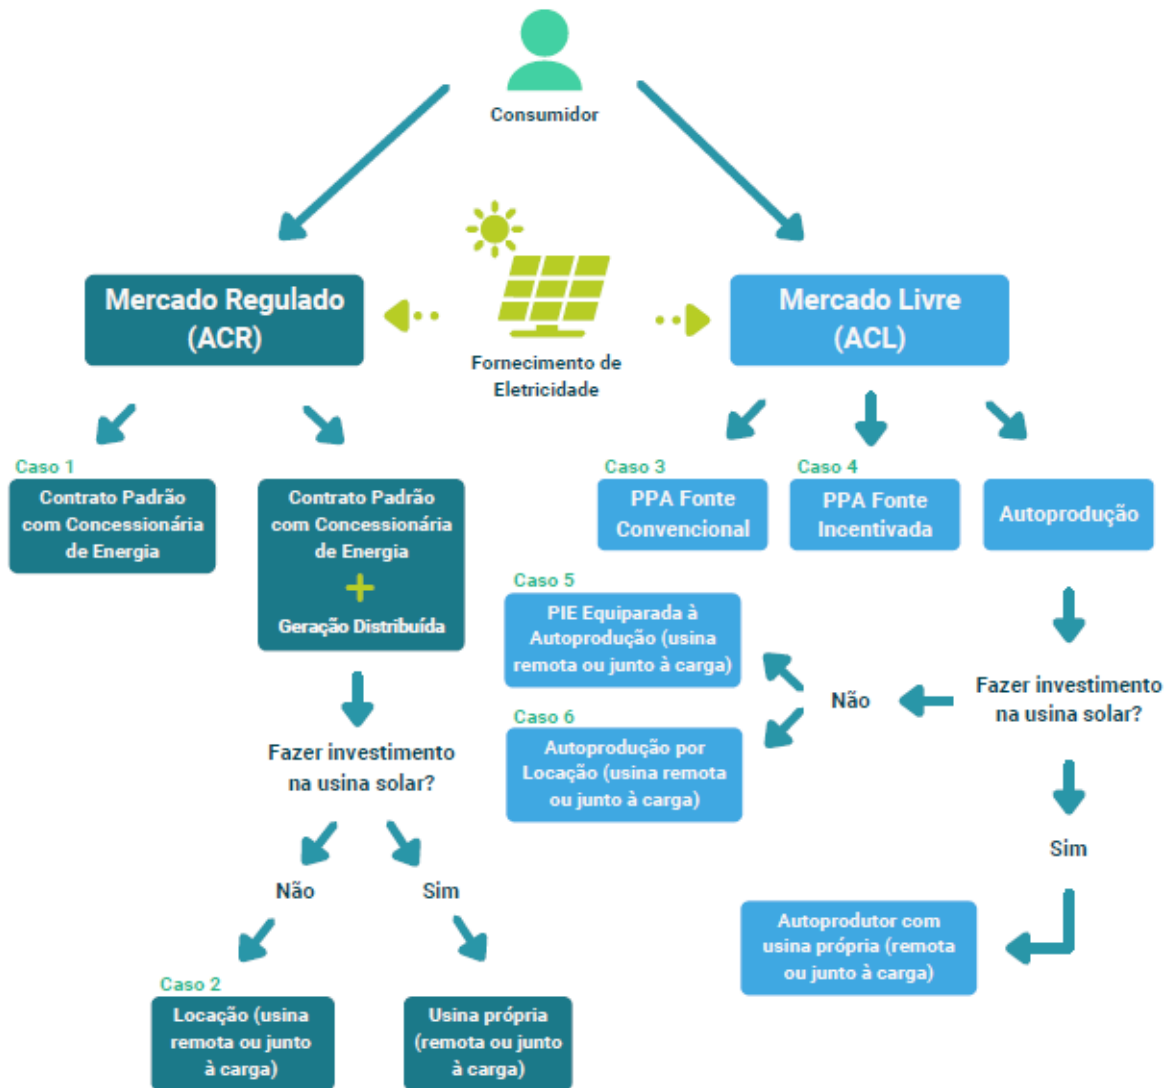 Consumidor
Mercado Regulado
(ACR)
Fornecimento de
Eletricidade
Mercado Livre
(ACL)
Caso 1
Contrato Padrão
com Concessionária
de Energia
Contrato Padrão
com Concessionária
de Energia
+
Geração Distribuída
Caso 3
PPA Fonte
Convencional
Caso 4
PPA Fonte
Incentivada
Autoprodução
Caso 5
PIE Equiparada à
Autoprodução (usina
remota ou junto à carga)
Não
Fazer investimento
na usina solar?
Caso 6
Autoprodução por
Locação (usina remota
ou junto à carga)
Fazer investimento
na usina solar?
Sim
Não
Sim
Autoprodutor com
usina própria (remota
ou junto à carga)
Caso 2
Locação (usina
remota ou junto
à carga)
Usina própria
(remota ou junto
à carga)